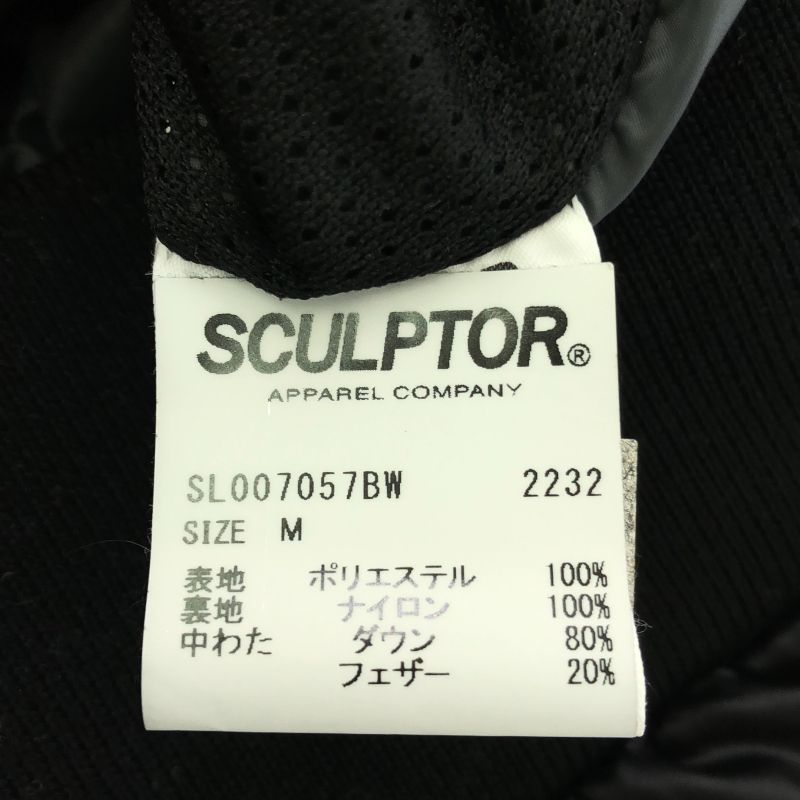 SCULPTOR®
APPAREL COMPANY
SL007057BW 2232
SIZE M
表地 ポリエステル 100%
裏地 ナイロン 100%
中わた ダウン 80%
フェザー 20%